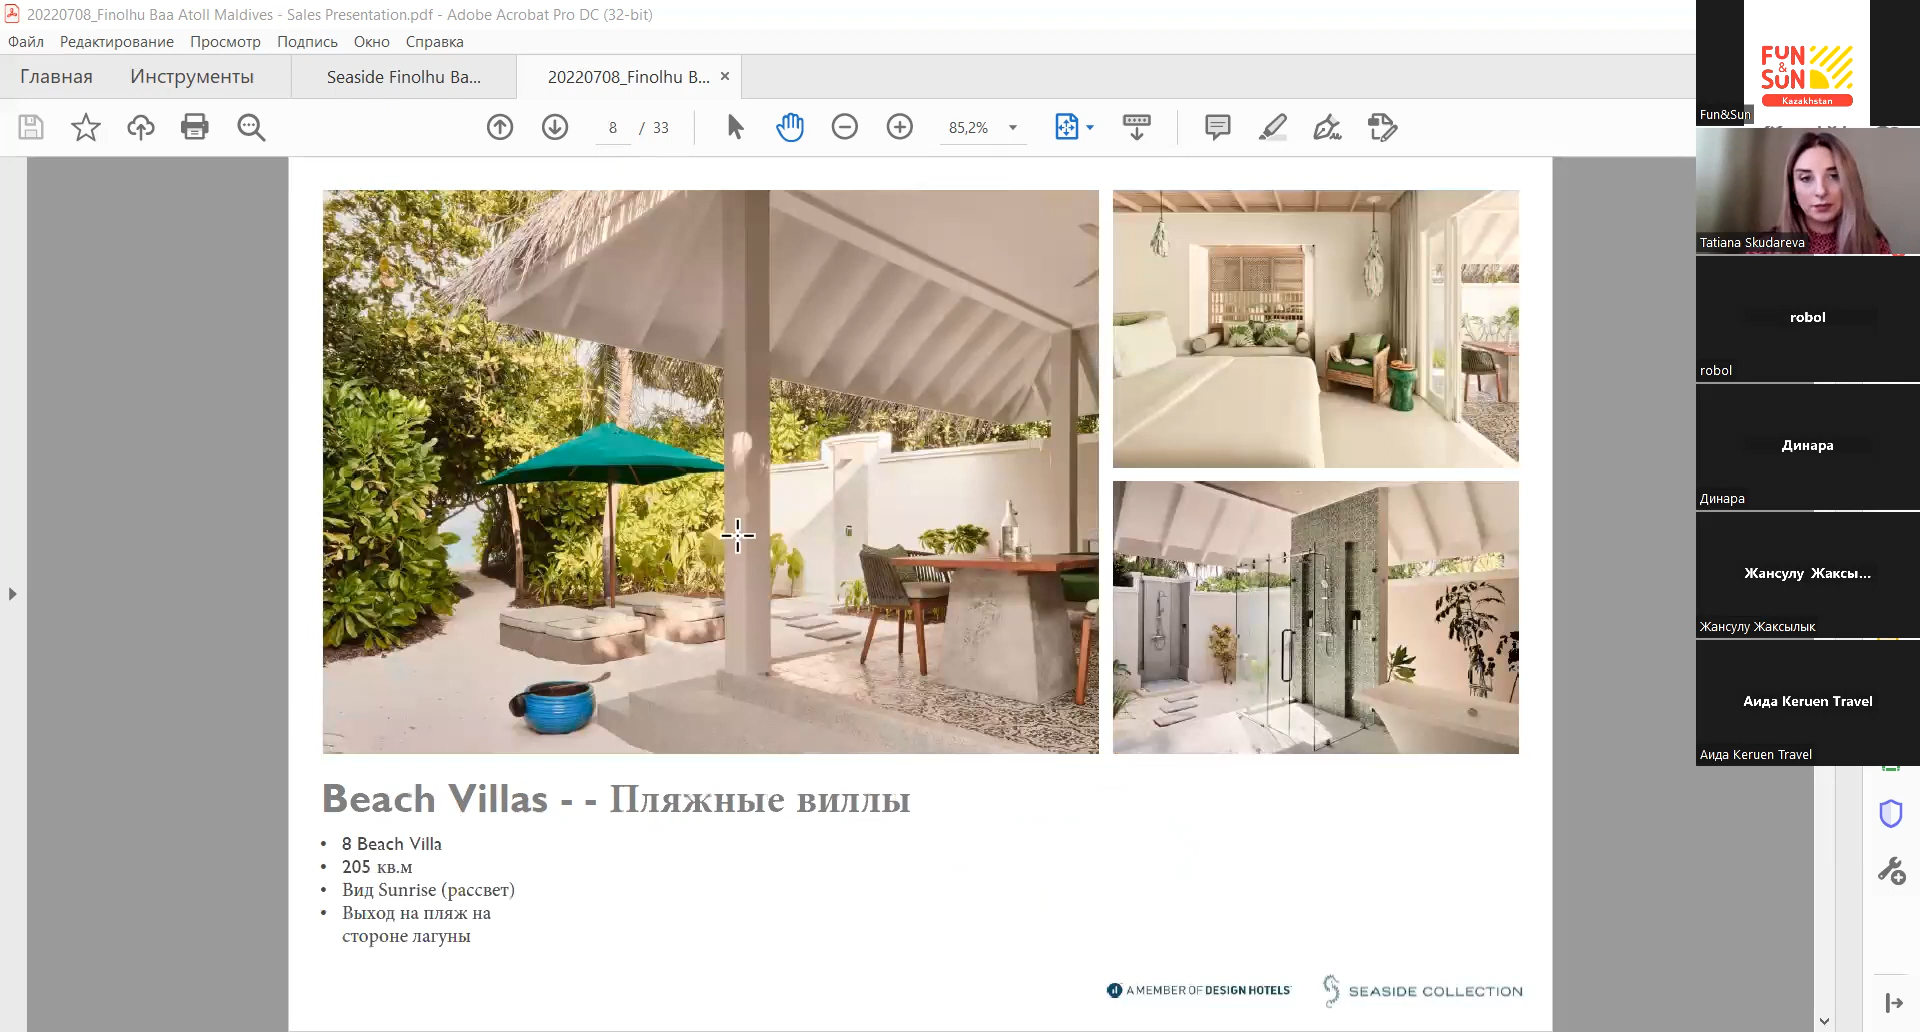 20220708_Finolhu Baa Atoll Maldives - Sales Presentation.pdf - Adobe Acrobat Pro DC (32-bit)
Файл Редактирование Просмотр Подпись Окно Справка
Главная Инструменты Seaside Finolhu Ba... 20220708_Finolhu B... ×
8 / 33 85,2%
FUN
&
SUN
Kazakhstan
Fun&Sun
Tatiana Skudareva
robol
robol
Динара
Динара
Жансулу Жаксы...
Жансулу Жаксылык
Аида Keruen Travel
Аида Keruen Travel
Beach Villas - - Пляжные виллы
• 8 Beach Villa
• 205 кв.м
• Вид Sunrise (рассвет)
• Выход на пляж на
стороне лагуны
A MEMBER OF DESIGN HOTELS
SEASIDE COLLECTION